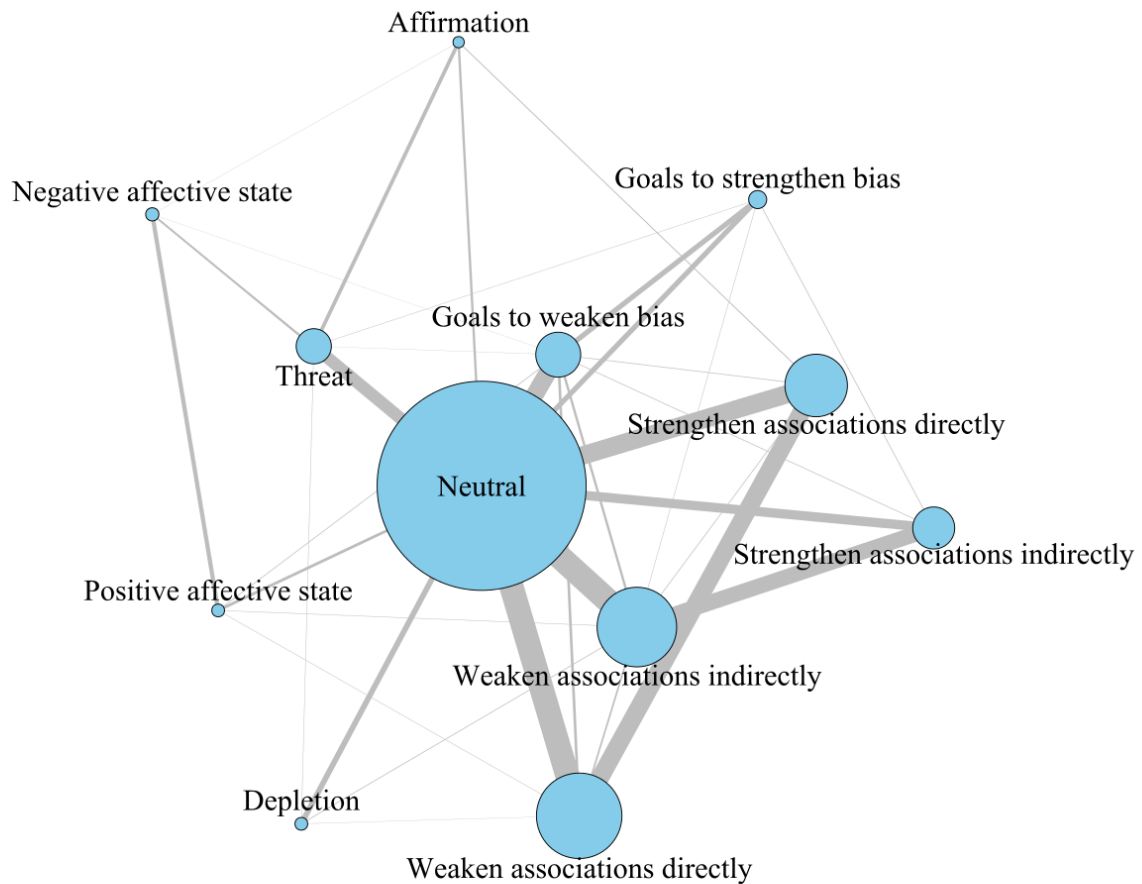 Affirmation
Goals to strengthen bias
Negative affective state
Goals to weaken bias
Threat
Strengthen associations directly
Neutral
Strengthen associations indirectly
Positive affective state
Weaken associations indirectly
Depletion
Weaken associations directly